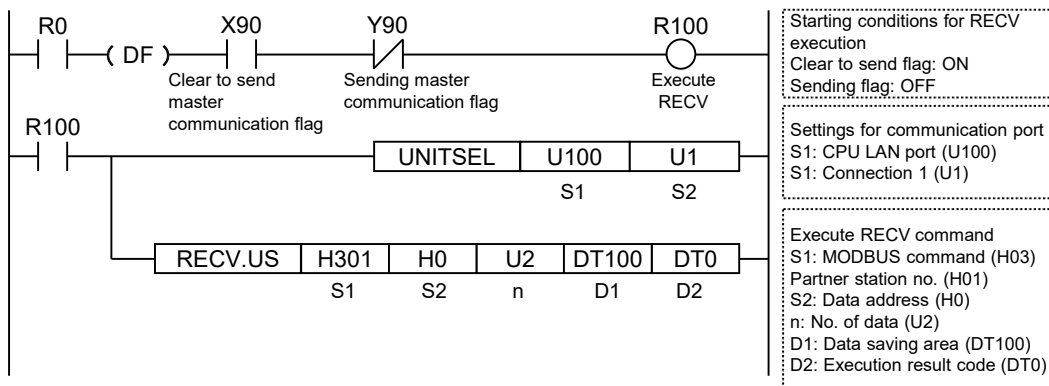 R0 X90 Y90 R100
( DF )
Clear to send
master
communication flag
Sending master
communication flag
Execute
RECV
R100
UNITSEL U100 U1
S1 S2
RECV.US H301 H0 U2 DT100 DT0
S1 S2 n D1 D2
Starting conditions for RECV
execution
Clear to send flag: ON
Sending flag: OFF
Settings for communication port
S1: CPU LAN port (U100)
S1: Connection 1 (U1)
Execute RECV command
S1: MODBUS command (H03)
Partner station no. (H01)
S2: Data address (H0)
n: No. of data (U2)
D1: Data saving area (DT100)
D2: Execution result code (DT0)